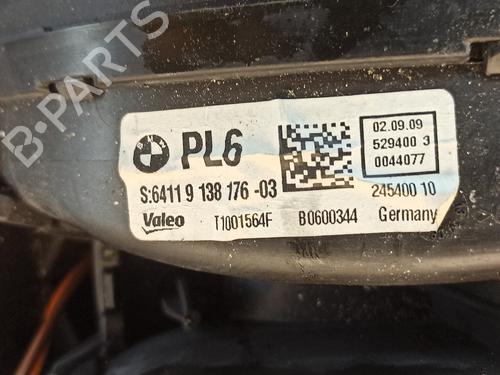 B-PARTS
BMW
PL6
02.09.09
529400 3
0044077
S:6411 9 138 176 -03
245400 10
Valeo
T1001564F
B0600344
Germany